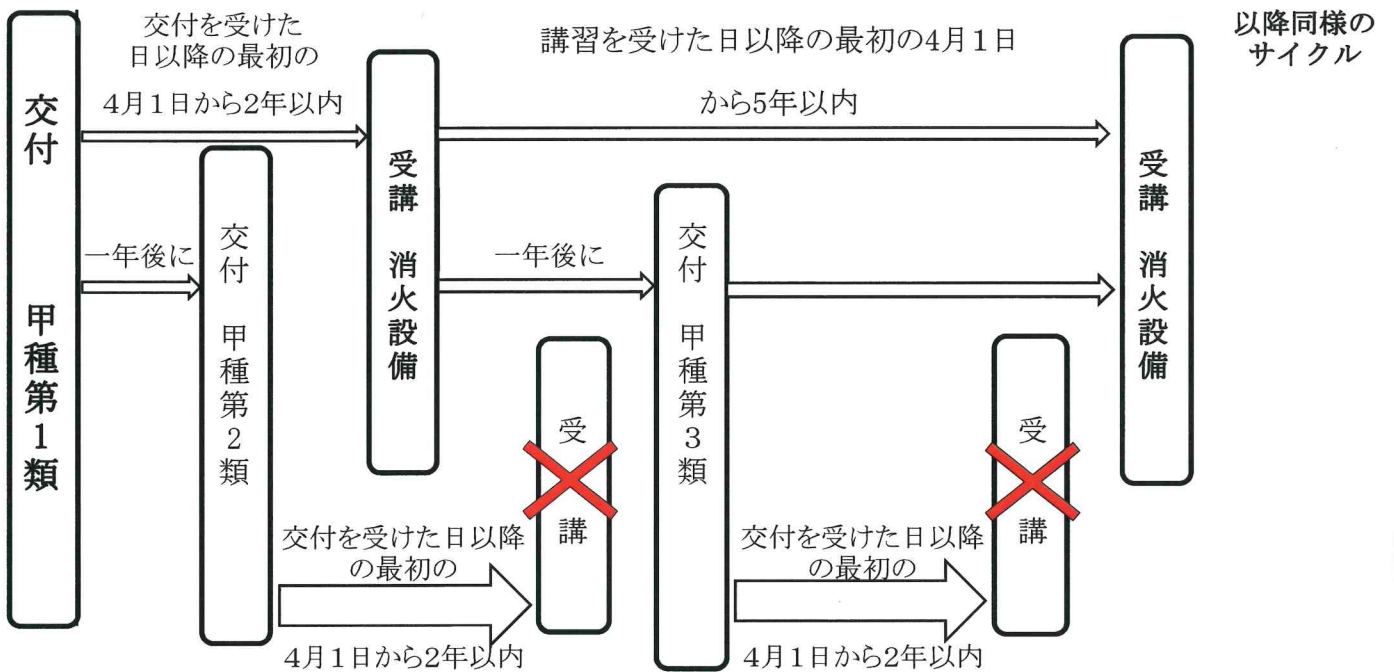 交付 甲種第1類
交付を受けた
日以降の最初の
4月1日から2年以内
一年後に
交付 甲種第2類
受講 消火設備
講習を受けた日以降の最初の4月1日
から5年以内
一年後に
交付 甲種第3類
受講 消火設備
以降同様の
サイクル
交付を受けた日以降
の最初の
4月1日から2年以内
受講
交付を受けた日以降
の最初の
4月1日から2年以内
受講